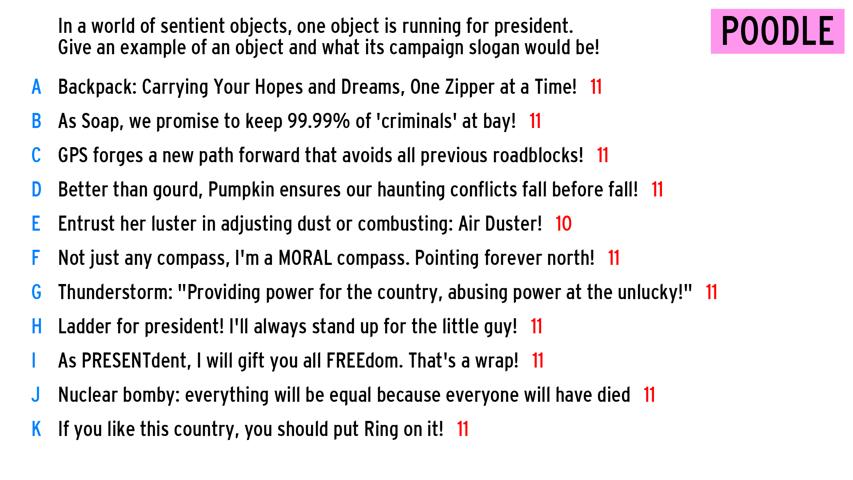 In a world of sentient objects, one object is running for president.
Give an example of an object and what its campaign slogan would be!
POODLE
A Backpack: Carrying Your Hopes and Dreams, One Zipper at a Time! 11
B As Soap, we promise to keep 99.99% of 'criminals' at bay! 11
C GPS forges a new path forward that avoids all previous roadblocks! 11
D Better than gourd, Pumpkin ensures our haunting conflicts fall before fall! 11
E Entrust her luster in adjusting dust or combusting: Air Duster! 10
F Not just any compass, I'm a MORAL compass. Pointing forever north! 11
G Thunderstorm: "Providing power for the country, abusing power at the unlucky!" 11
H Ladder for president! I'll always stand up for the little guy! 11
I As PRESENTdent, I will gift you all FREEdom. That's a wrap! 11
J Nuclear bomby: everything will be equal because everyone will have died 11
K If you like this country, you should put Ring on it! 11